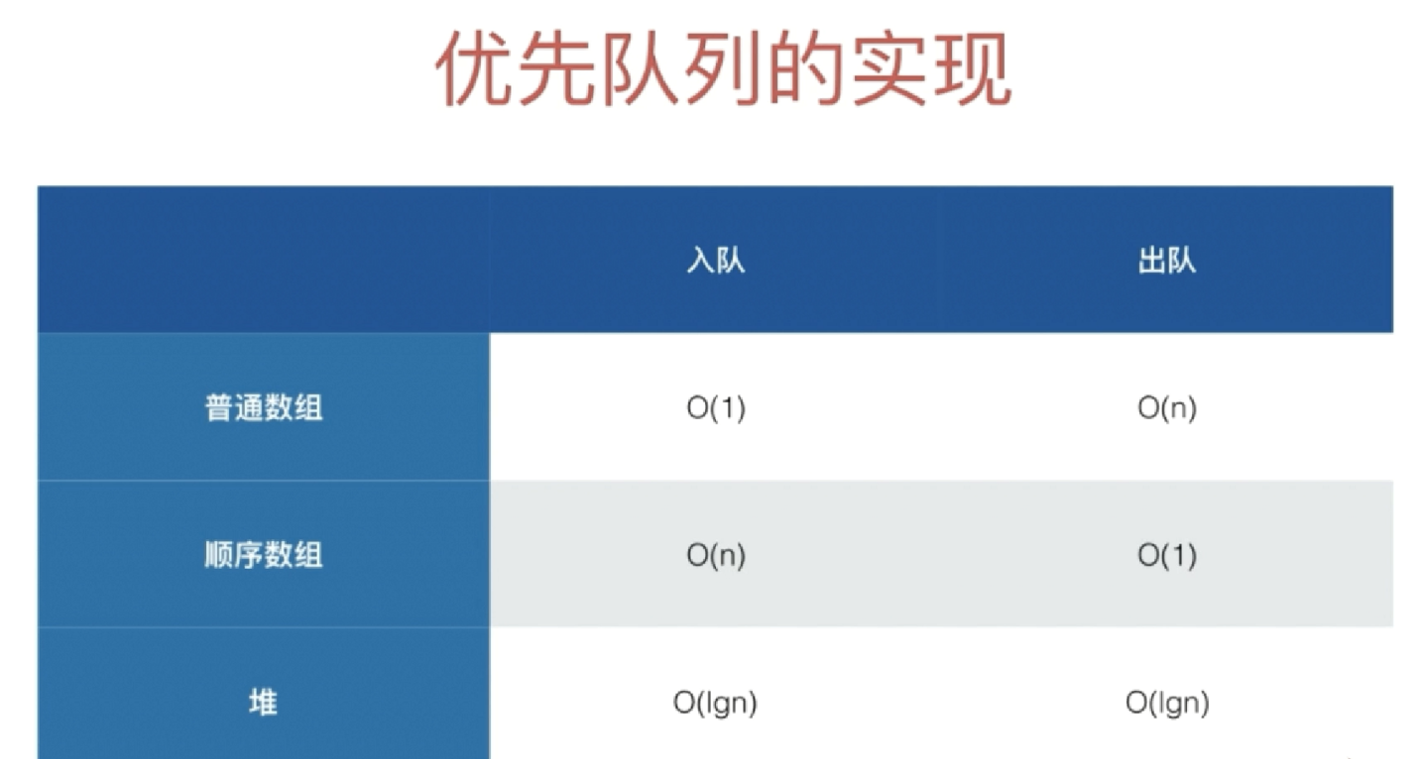 优先队列的实现
入队 出队
普通数组 O(1) O(n)
顺序数组 O(n) O(1)
堆 O(lgn) O(lgn)